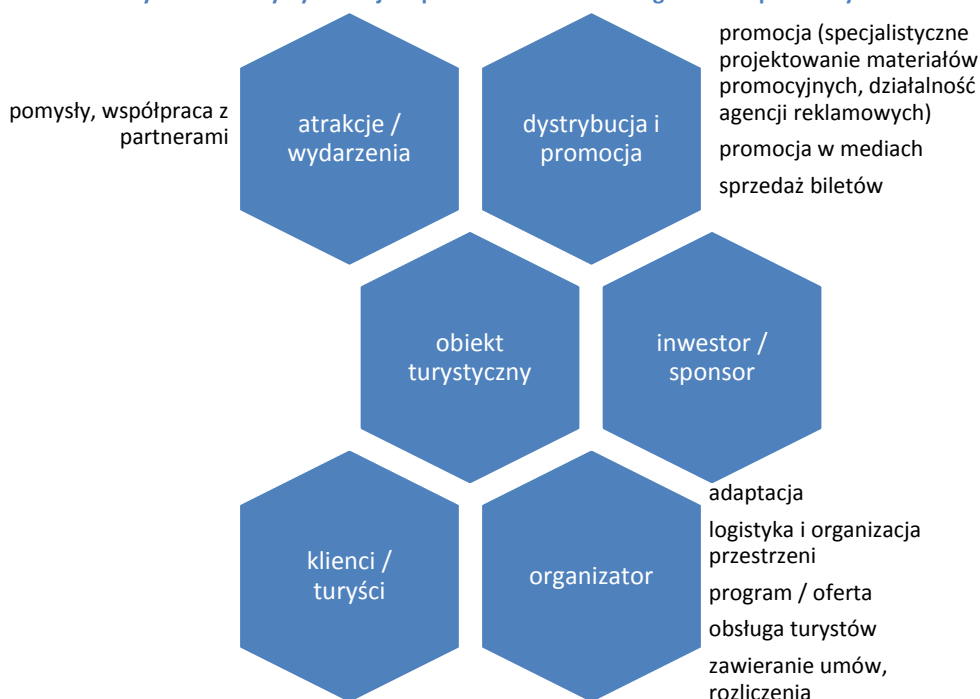 pomysły, współpraca z
partnerami
atrakcje /
wydarzenia
dystrybucja i
promocja
promocja (specjalistyczne
projektowanie materiałów
promocyjnych, działalność
agencji reklamowych)
promocja w mediach
sprzedaż biletów
obiekt
turystyczny
inwestor /
sponsor
klienci /
turyści
organizator
adaptacja
logistyka i organizacja
przestrzeni
program / oferta
obsługa turystów
zawieranie umów,
rozliczenia